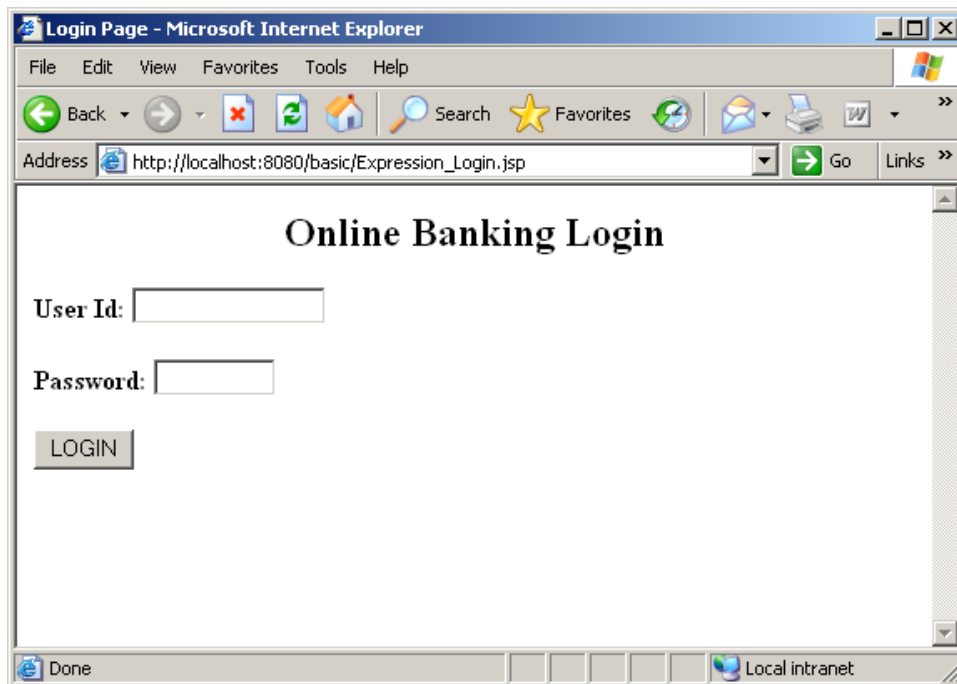 Login Page - Microsoft Internet Explorer
File Edit View Favorites Tools Help
Back Search Favorites W »
Address http://localhost:8080/basic/Expression_Login.jsp Go Links »
Online Banking Login
User Id:
Password:
LOGIN
Done Local intranet